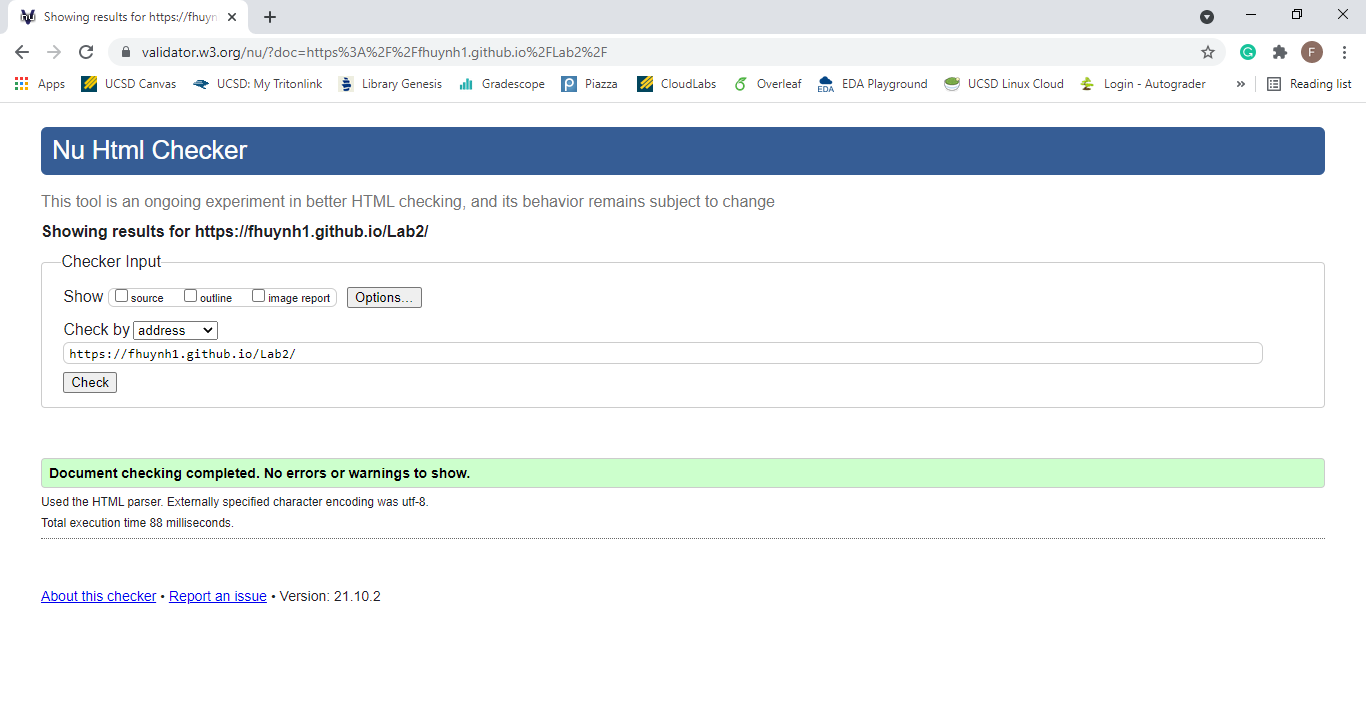 Showing results for https://fhuyn
validator.w3.org/nu/?doc=https%3A%2F%2Ffhuynh1.github.io%2FLab2%2F
G
F
Apps UCSD Canvas UCSD: My Tritonlink Library Genesis Gradescope Piazza CloudLabs Overleaf EDA EDA Playground UCSD Linux Cloud Login - Autograder » Reading list
Nu Html Checker
This tool is an ongoing experiment in better HTML checking, and its behavior remains subject to change
Showing results for https://fhuynh1.github.io/Lab2/
Checker Input
Show source outline image report Options...
Check by address
https://fhuynh1.github.io/Lab2/
Check
Document checking completed. No errors or warnings to show.
Used the HTML parser. Externally specified character encoding was utf-8.
Total execution time 88 milliseconds.
About this checker • Report an issue • Version: 21.10.2